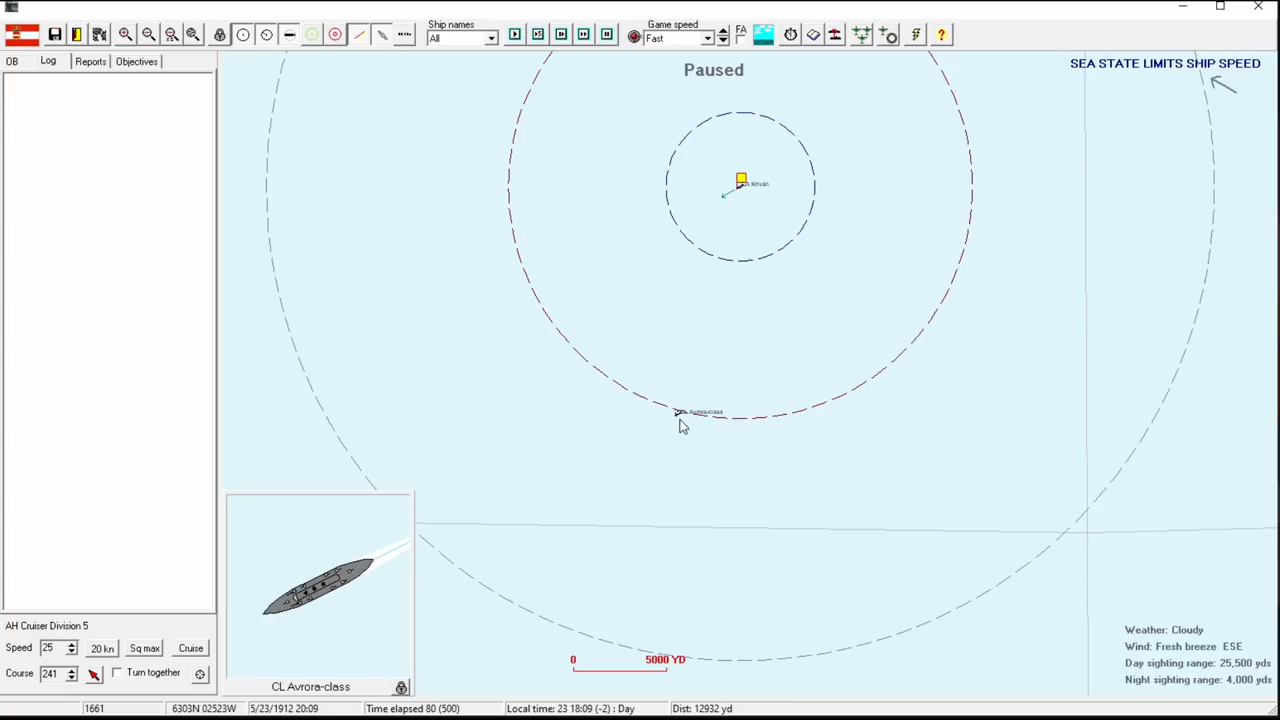 Ship names
Game speed
All
Fast
FA
?
OB
Log
Reports
Objectives
Paused
SEA STATE LIMITS SHIP SPEED
CL Avrora-class
AH Cruiser Division 5
Speed
25
20 kn
Sq max
Cruise
Course
241
Turn together
CL Avrora-class
0
5000 YD
Weather: Cloudy
Wind: Fresh breeze ESE
Day sighting range: 25,500 yds
Night sighting range: 4,000 yds
1661
6303N 02523W
5/23/1912 20:09
Time elapsed 80 (500)
Local time: 23 18:09 (-2) : Day
Dist: 12932 yd